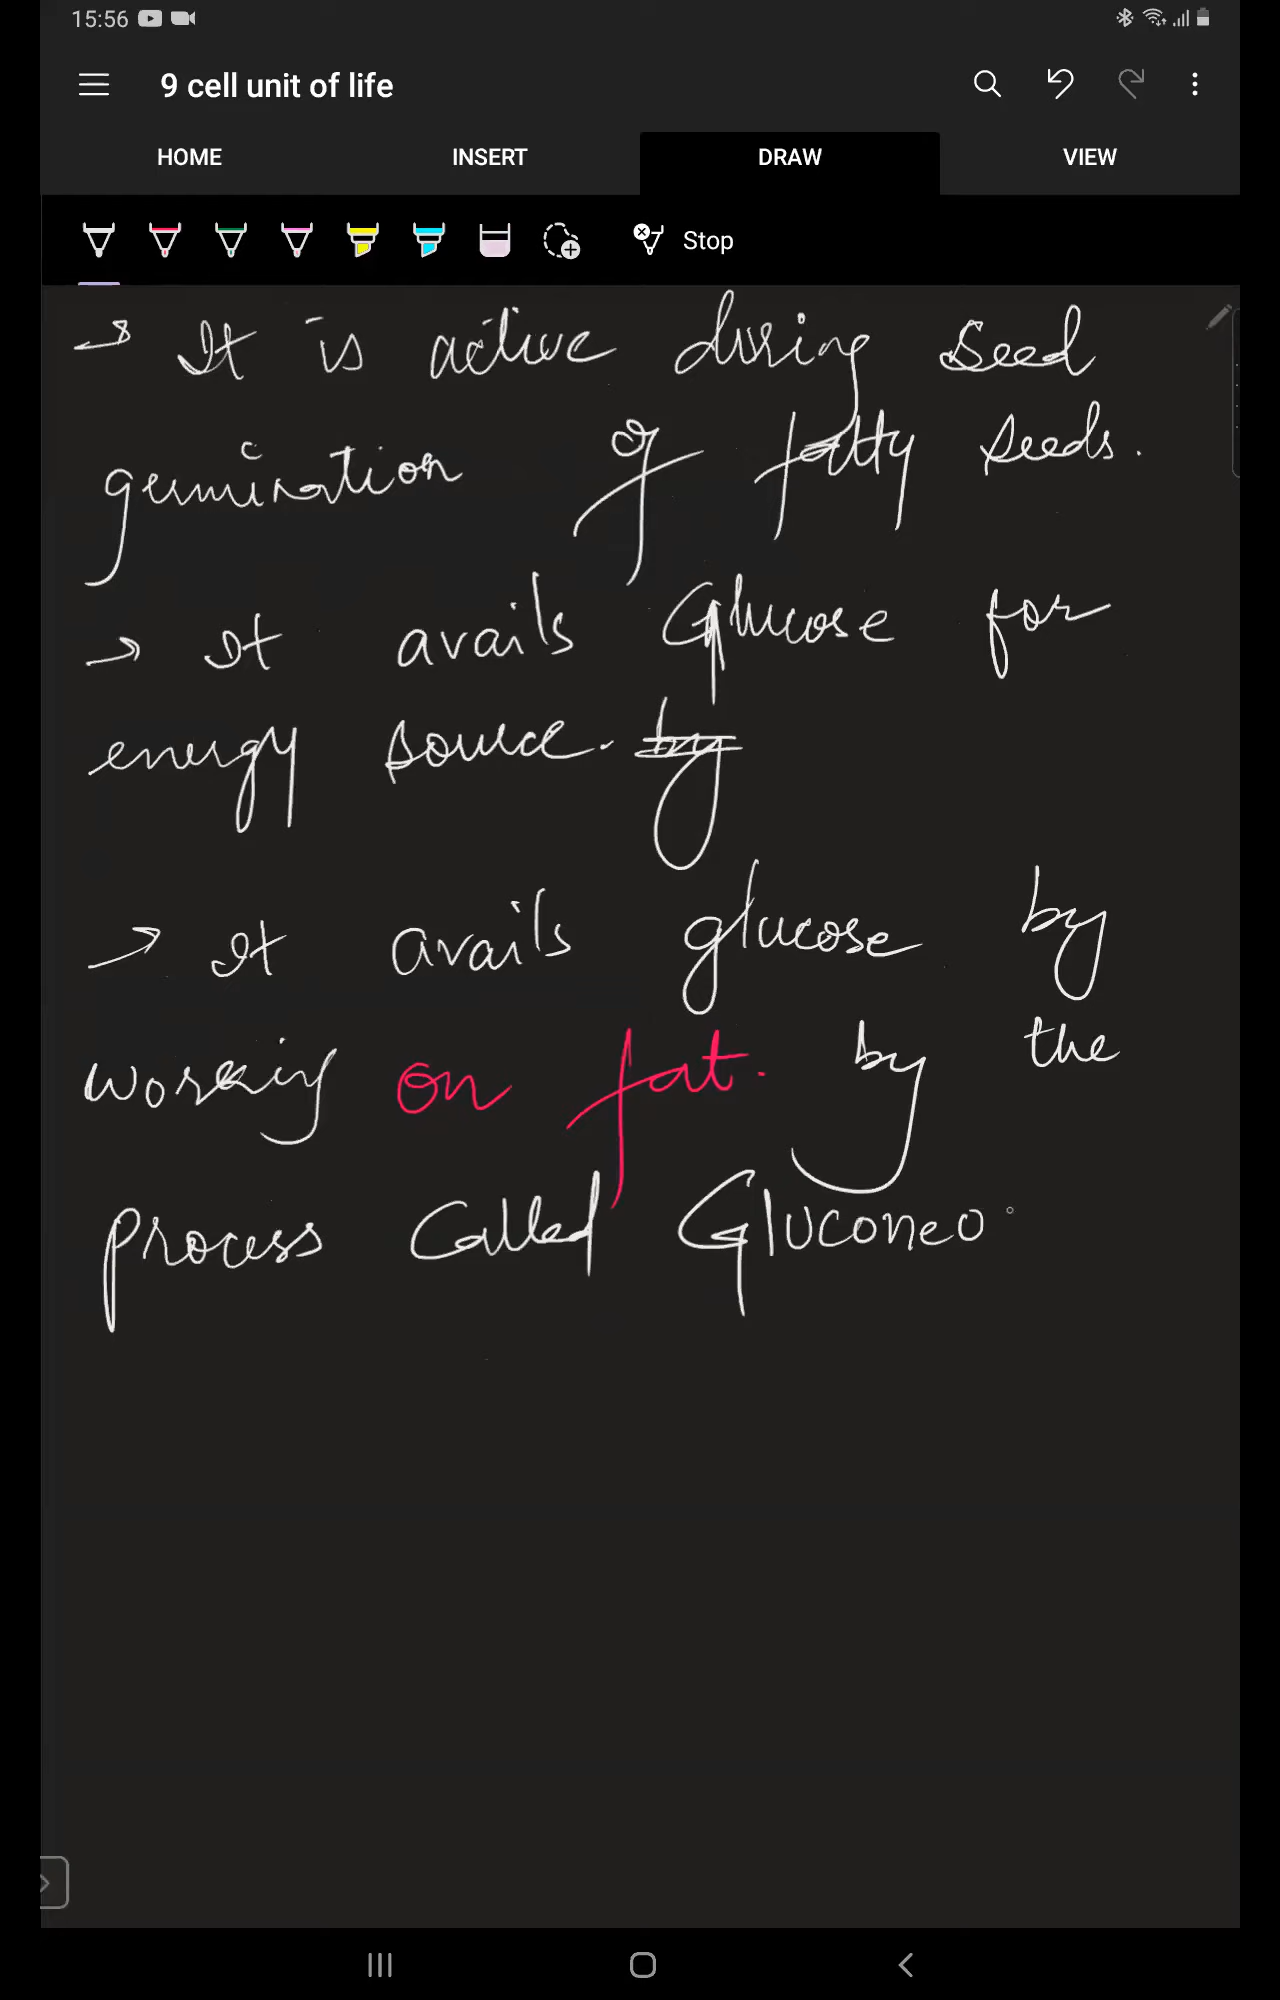 15:56
9 cell unit of life
HOME INSERT DRAW VIEW
Stop
→ It is active during seed
germination of fatty seeds.
→ It avails Glucose for
energy source. by
→ It avails glucose by
working on fat. by the
process called Gluconeo